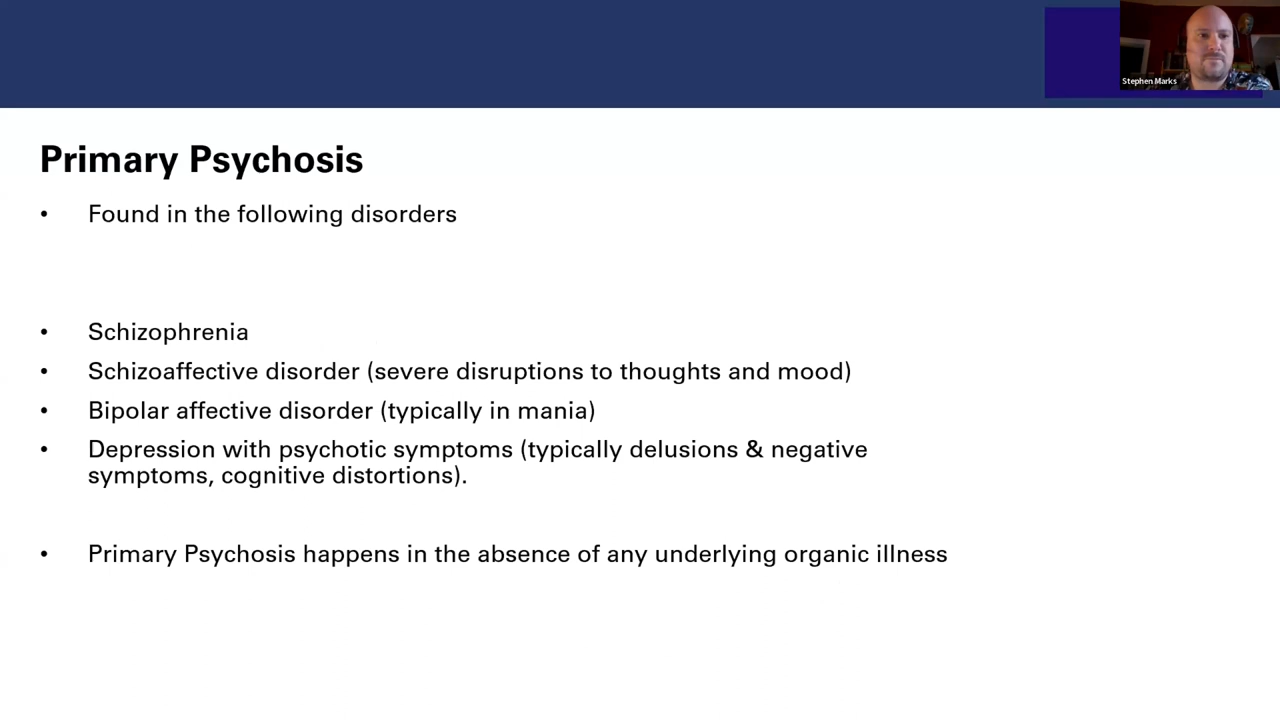 Stephen Marks
Primary Psychosis
• Found in the following disorders
• Schizophrenia
• Schizoaffective disorder (severe disruptions to thoughts and mood)
• Bipolar affective disorder (typically in mania)
• Depression with psychotic symptoms (typically delusions & negative
symptoms, cognitive distortions).
• Primary Psychosis happens in the absence of any underlying organic illness